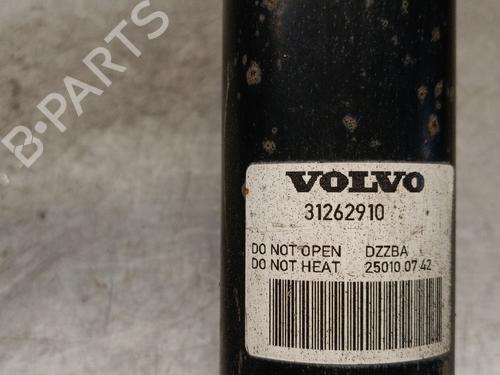 B-PARTS
VOLVO
31262910
DO NOT OPEN DZZBA
DO NOT HEAT 25010 07 42